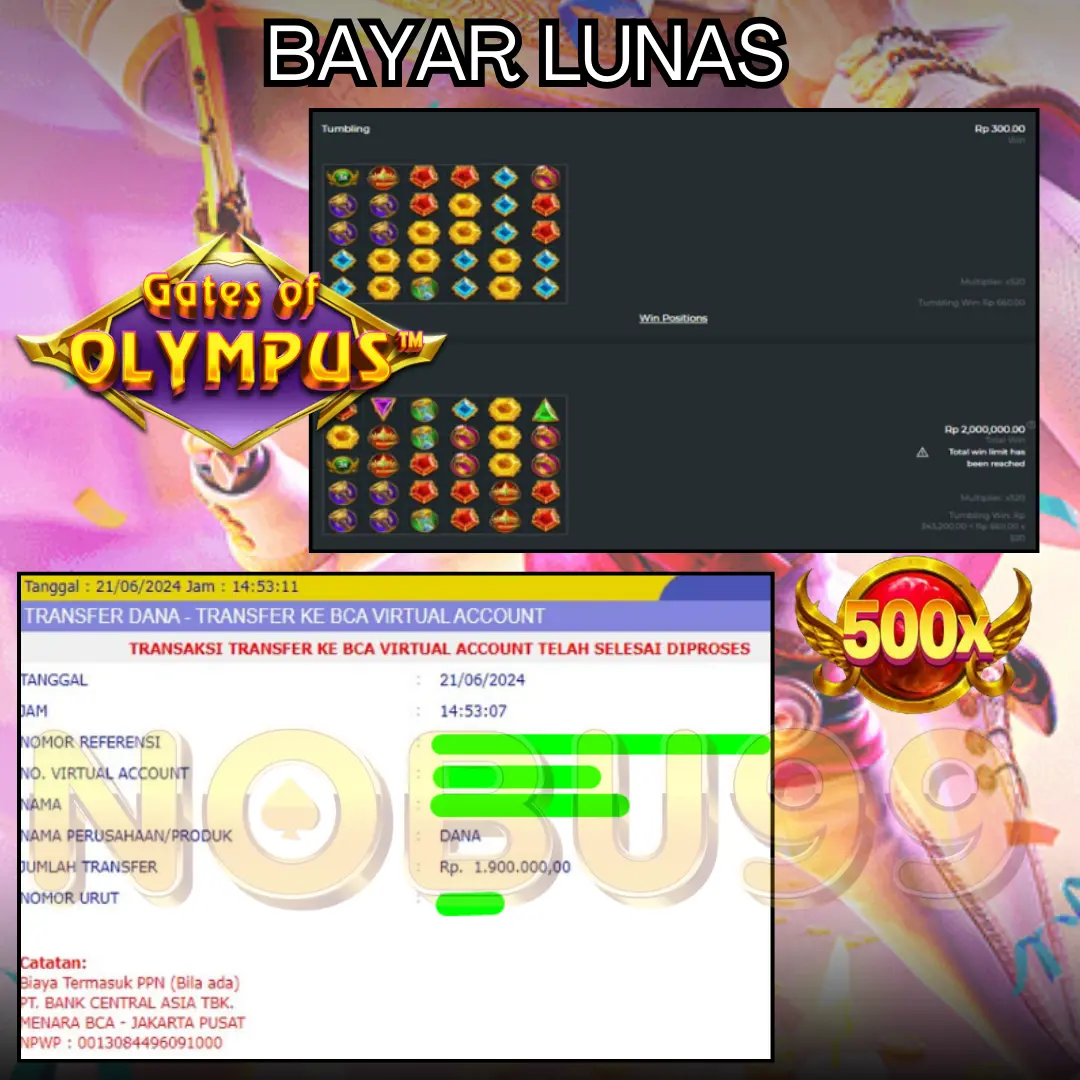 BAYAR LUNAS
Tumbling
Rp 300.00
Win
Multiplier: x520
Tumbling Win: Rp 660.00
Win Positions
Gates of
OLYMPUS™
Rp 2,000,000.00
Total Win
Total win limit has
been reached
Multiplier: x520
Tumbling Win: Rp
343,200.00 = Rp 660.00 x
520
Tanggal : 21/06/2024 Jam : 14:53:11
TRANSFER DANA - TRANSFER KE BCA VIRTUAL ACCOUNT
TRANSAKSI TRANSFER KE BCA VIRTUAL ACCOUNT TELAH SELESAI DIPROSES
500x
TANGGAL : 21/06/2024
JAM : 14:53:07
NOMOR REFERENSI :
NO. VIRTUAL ACCOUNT :
NAMA :
NAMA PERUSAHAAN/PRODUK : DANA
JUMLAH TRANSFER : Rp. 1.900.000,00
NOMOR URUT :
NOBU99
Catatan:
Biaya Termasuk PPN (Bila ada)
PT. BANK CENTRAL ASIA TBK.
MENARA BCA - JAKARTA PUSAT
NPWP : 0013084496091000